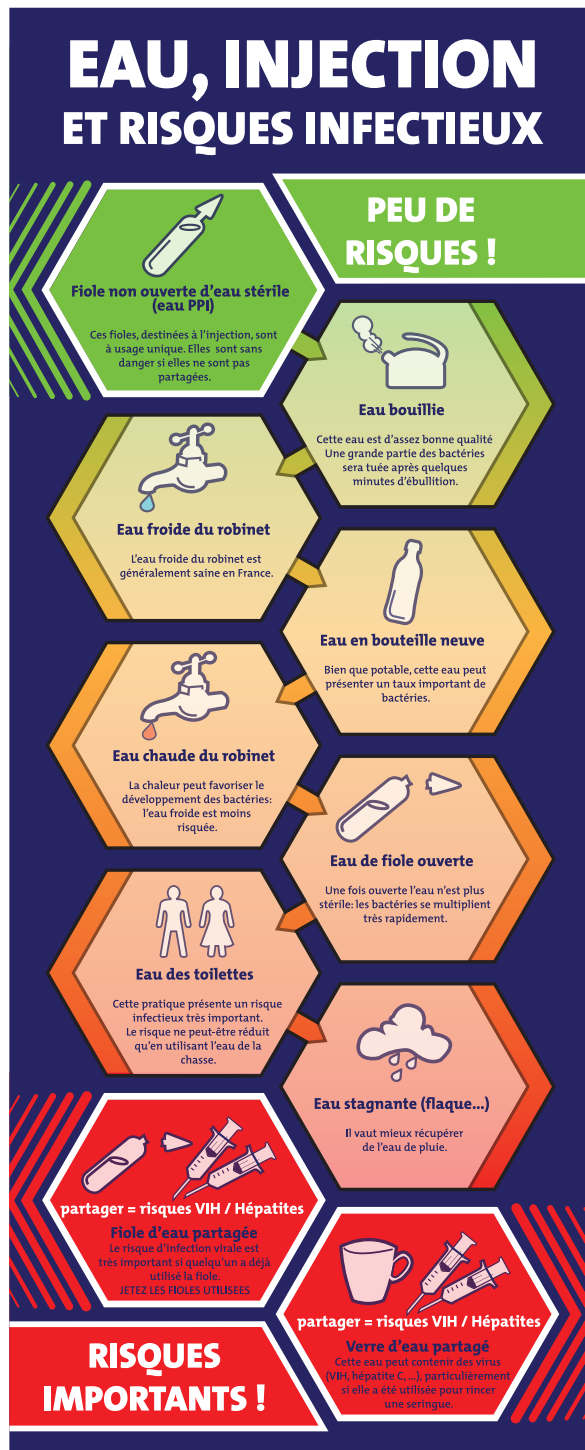 EAU, INJECTION
ET RISQUES INFECTIEUX
PEU DE
RISQUES !
Fiole non ouverte d'eau stérile
(eau PPI)
Ces fioles, destinées à l'injection, sont
à usage unique. Elles sont sans
danger si elles ne sont pas
partagées.
Eau bouillie
Cette eau est d'assez bonne qualité
Une grande partie des bactéries
sera tuée après quelques
minutes d'ébullition.
Eau froide du robinet
L'eau froide du robinet est
généralement saine en France.
Eau en bouteille neuve
Bien que potable, cette eau peut
présenter un taux important de
bactéries.
Eau chaude du robinet
La chaleur peut favoriser le
développement des bactéries:
l'eau froide est moins
risquée.
Eau de fiole ouverte
Une fois ouverte l'eau n'est plus
stérile: les bactéries se multiplient
très rapidement.
Eau des toilettes
Cette pratique présente un risque
infectieux très important.
Le risque ne peut-être réduit
qu'en utilisant l'eau de la
chasse.
Eau stagnante (flaque...)
Il vaut mieux récupérer
de l'eau de pluie.
partager = risques VIH / Hépatites
Fiole d'eau partagée
Le risque d'infection virale est
très important si quelqu'un a déjà
utilisé la fiole.
JETEZ LES FIOLES UTILISEES
partager = risques VIH / Hépatites
Verre d'eau partagé
Cette eau peut contenir des virus
(VIH, hépatite C, ...), particulièrement
si elle a été utilisée pour rincer
une seringue.
RISQUES
IMPORTANTS !